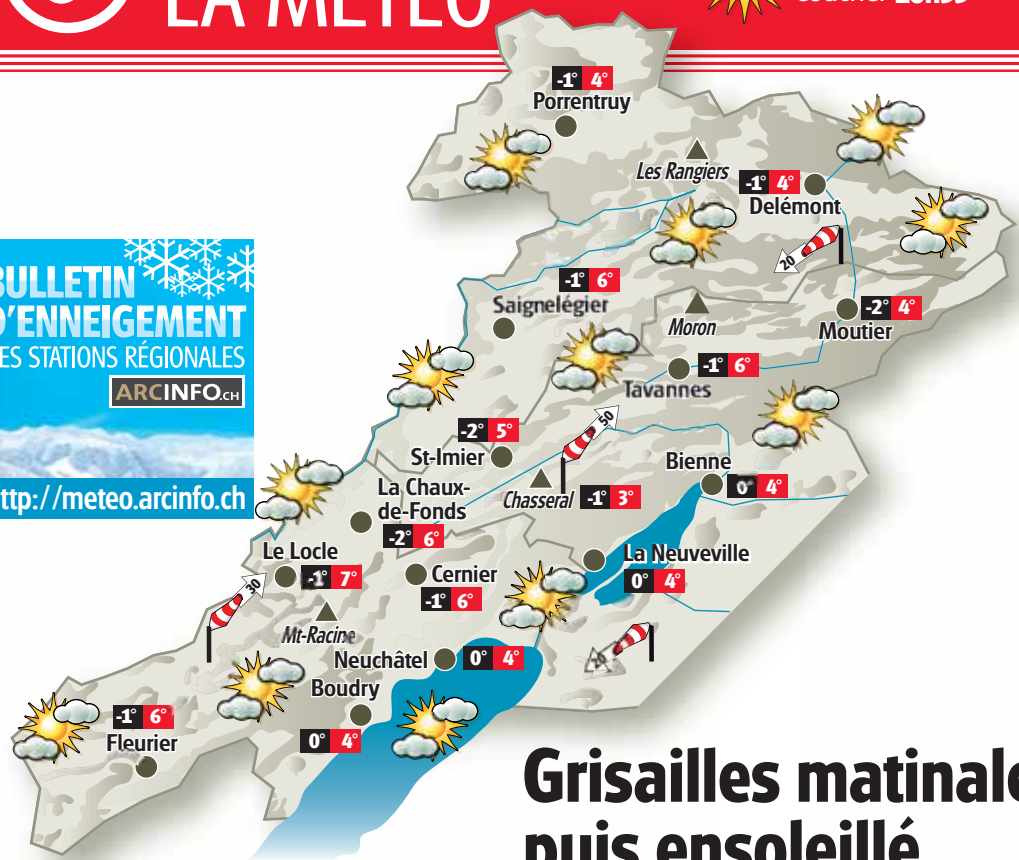 LA MÉTÉO
-1° 4°
Porrentruy
Les Rangiers
-1° 4°
Delémont
20
BULLETIN
D'ENNEIGEMENT
DES STATIONS RÉGIONALES
ARCINFO.CH
http://meteo.arcinfo.ch
-1° 6°
Saignelégier
Moron
-2° 4°
Moutier
-1° 6°
Tavannes
50
-2° 5°
St-Imier
Bienne
0° 4°
Chasseral -1° 3°
La Chaux-
de-Fonds
-2° 6°
Le Locle
-1° 7°
30
Cernier
-1° 6°
La Neuveville
0° 4°
Mt-Racine
Neuchâtel 0° 4°
Boudry
0° 4°
-1° 6°
Fleurier
Grisailles matinale
puis ensoleillé